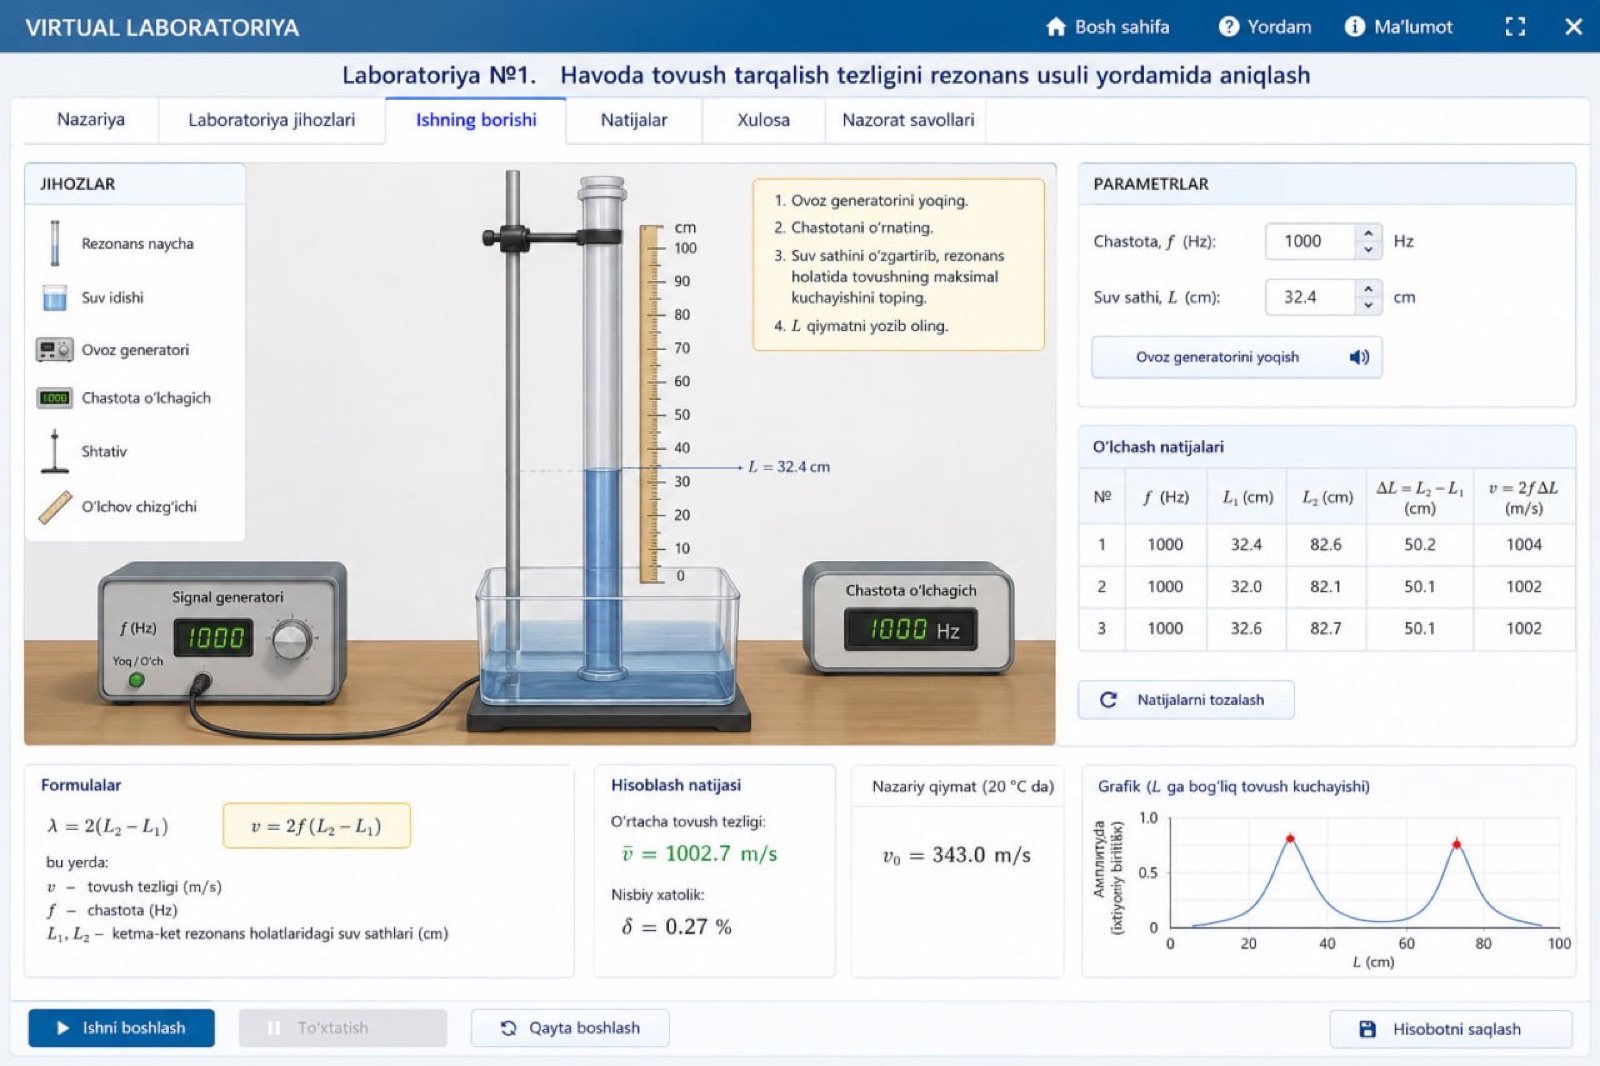 VIRTUAL LABORATORIYA
Bosh sahifa
Yordam
Ma'lumot
Laboratoriya №1. Havoda tovush tarqalish tezligini rezonans usuli yordamida aniqlash
Nazariya
Laboratoriya jihozlari
Ishning borishi
Natijalar
Xulosa
Nazorat savollari
JIHOZLAR
Rezonans naycha
Suv idishi
Ovoz generatori
1000
Chastota o'lchagich
Shtativ
O'lchov chizg'ichi
cm
100
90
80
70
60
50
40
30
20
10
0
L = 32.4 cm
1. Ovoz generatorini yoqing.
2. Chastotani o'rnating.
3. Suv sathini o'zgartirib, rezonans
holatida tovushning maksimal
kuchayishini toping.
4. L qiymatni yozib oling.
Signal generatori
f (Hz)
1000
Yoq / O'ch
Chastota o'lchagich
1000 Hz
PARAMETRLAR
Chastota, f (Hz): 1000 Hz
Suv sathi, L (cm): 32.4 cm
Ovoz generatorini yoqish
O'lchash natijalari
№ f (Hz) L₁ (cm) L₂ (cm) ΔL = L₂ – L₁ (cm) v = 2f ΔL (m/s)
1 1000 32.4 82.6 50.2 1004
2 1000 32.0 82.1 50.1 1002
3 1000 32.6 82.7 50.1 1002
Natijalarni tozalash
Formulalar
λ = 2(L₂ – L₁)
v = 2f (L₂ – L₁)
bu yerda:
v – tovush tezligi (m/s)
f – chastota (Hz)
L₁, L₂ – ketma-ket rezonans holatlaridagi suv sathlari (cm)
Hisoblash natijasi
O'rtacha tovush tezligi:
v̄ = 1002.7 m/s
Nisbiy xatolik:
δ = 0.27 %
Nazariy qiymat (20 °C da)
v₀ = 343.0 m/s
Grafik (L ga bog'liq tovush kuchayishi)
Амплитуda
1.0
0.5
0
0 20 40 60 80 100
L (cm)
Ishni boshlash
To'xtatish
Qayta boshlash
Hisobotni saqlash